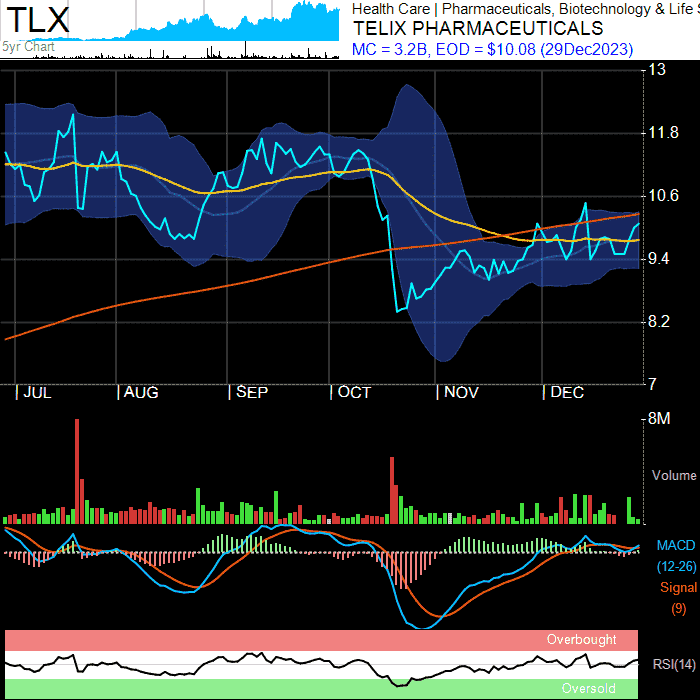 TLX
5yr Chart
Health Care | Pharmaceuticals, Biotechnology & Life S
TELIX PHARMACEUTICALS
MC = 3.2B, EOD = $10.08 (29Dec2023)
13
11.8
10.6
9.4
8.2
7
| JUL | AUG | SEP | OCT | NOV | DEC
8M
Volume
MACD
(12-26)
Signal
(9)
Overbought
RSI(14)
Oversold